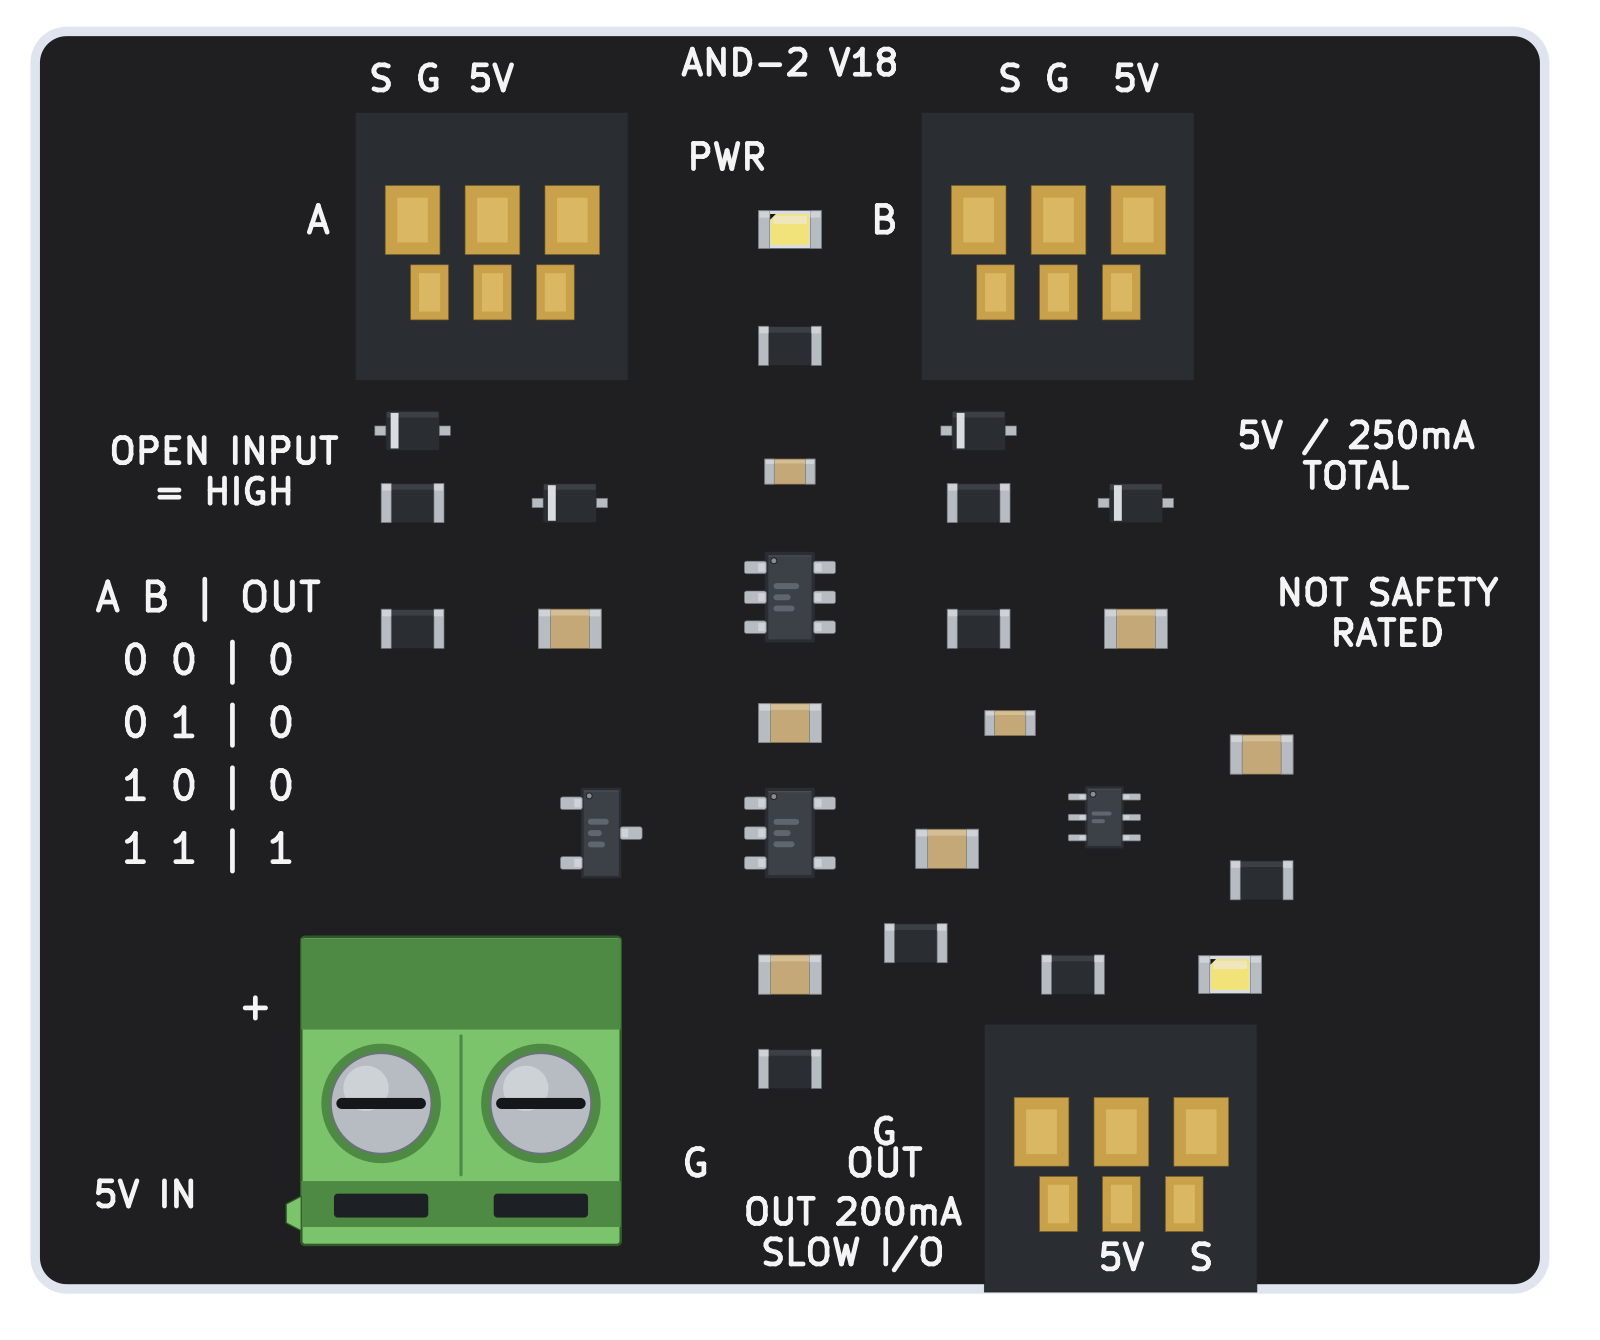 AND-2 V18
S G 5V
S G 5V
PWR
A
B
OPEN INPUT
= HIGH
5V / 250mA
TOTAL
A B | OUT
0 0 | 0
0 1 | 0
1 0 | 0
1 1 | 1
NOT SAFETY
RATED
+
5V IN
G
G
OUT
OUT 200mA
SLOW I/O
5V S